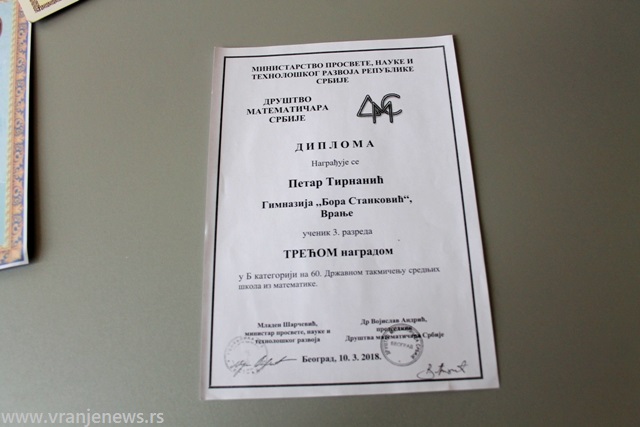 МИНИСТАРСТВО ПРОСВЕТЕ, НАУКЕ И
ТЕХНОЛОШКОГ РАЗВОЈА РЕПУБЛИКЕ
СРБИЈЕ
ДРУШТВО
МАТЕМАТИЧАРА
СРБИЈЕ
ДМС
ДИПЛОМА
Награђује се
Петар Тирнанић
Гимназија ,,Бора Станковић“,
Врање
ученик 3. разреда
ТРЕЋОМ наградом
у Б категорији на 60. Државном такмичењу средњих
школа из математике.
Младен Шарчевић,
министар просвете, науке и
технолошког развоја
Др Војислав Андрић,
председник
Друштва математичара Србије
Београд, 10. 3. 2018.
www.vranjenews.rs